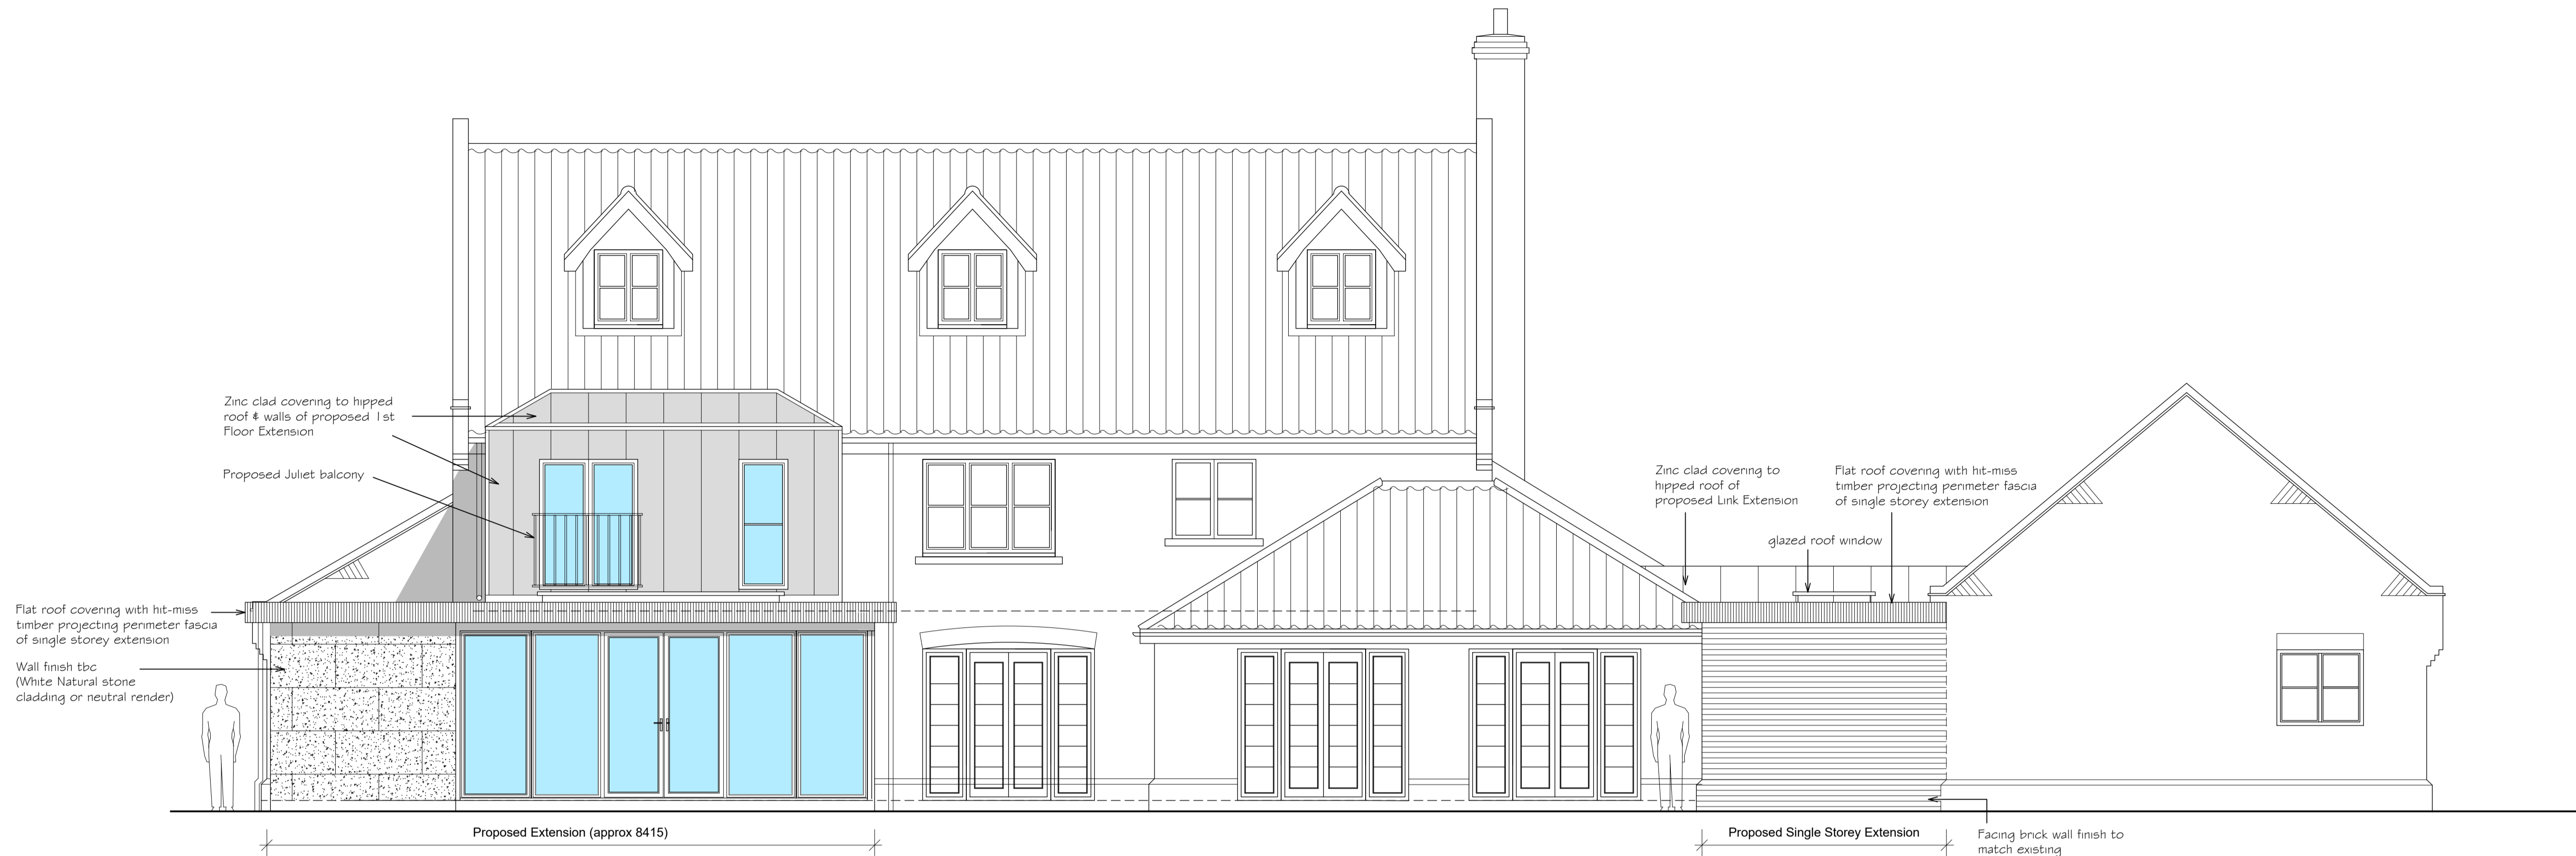 Zinc clad covering to hipped
roof & walls of proposed 1st
Floor Extension
Proposed Juliet balcony
Flat roof covering with hit-miss
timber projecting perimeter fascia
of single storey extension
Wall finish tbc
(White Natural stone
cladding or neutral render)
Zinc clad covering to
hipped roof of
proposed Link Extension
Flat roof covering with hit-miss
timber projecting perimeter fascia
of single storey extension
glazed roof window
Proposed Extension (approx 8415)
Proposed Single Storey Extension
Facing brick wall finish to
match existing